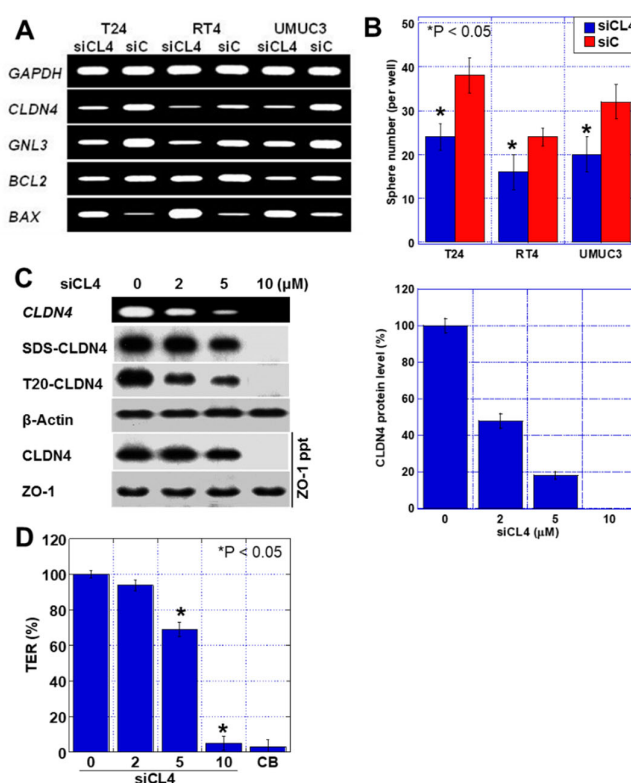 A
T24 RT4 UMUC3
siCL4 siC siCL4 siC siCL4 siC
GAPDH
CLDN4
GNL3
BCL2
BAX
B
*P < 0.05
siCL4
siC
Sphere number (per well)
50
40
30
20
10
0
*
*
*
T24 RT4 UMUC3
C
siCL4 0 2 5 10 (μM)
CLDN4
SDS-CLDN4
T20-CLDN4
β-Actin
CLDN4
ZO-1
ZO-1 ppt
CLDN4 protein level (%)
120
100
80
60
40
20
0
0 2 5 10
siCL4 (μM)
D
*P < 0.05
TER (%)
120
100
80
60
40
20
0
*
*
0 2 5 10 CB
siCL4